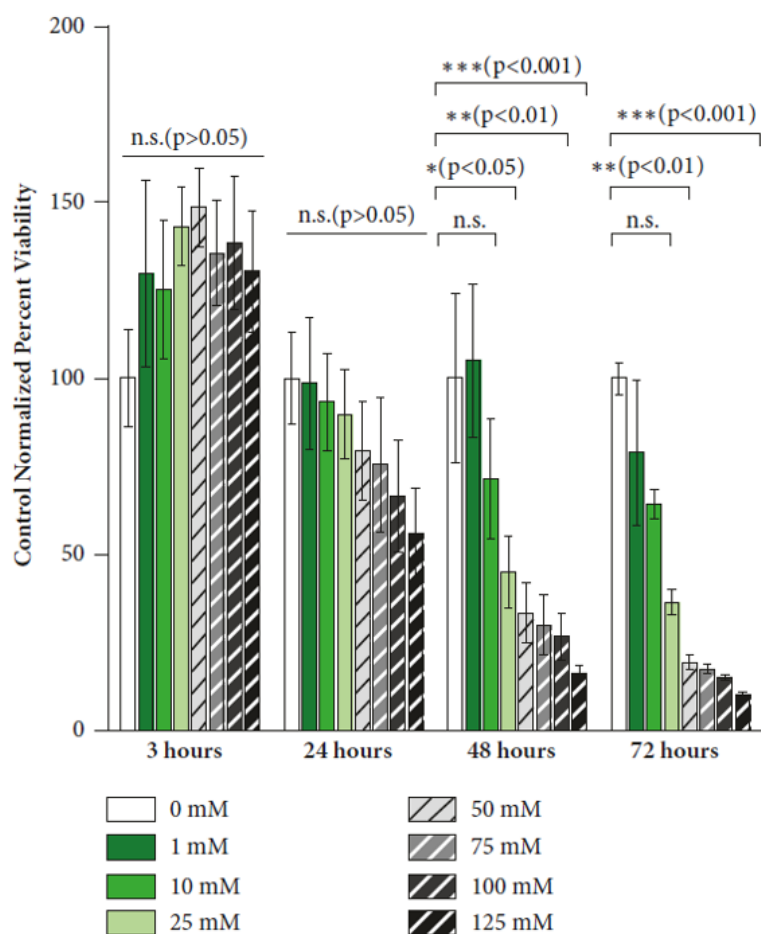 200
***(p<0.001)
**(p<0.01)
***(p<0.001)
n.s.(p>0.05)
*(p<0.05)
**(p<0.01)
150
n.s.(p>0.05)
n.s.
n.s.
Control Normalized Percent Viability
100
50
0
3 hours
24 hours
48 hours
72 hours
0 mM
50 mM
1 mM
75 mM
10 mM
100 mM
25 mM
125 mM